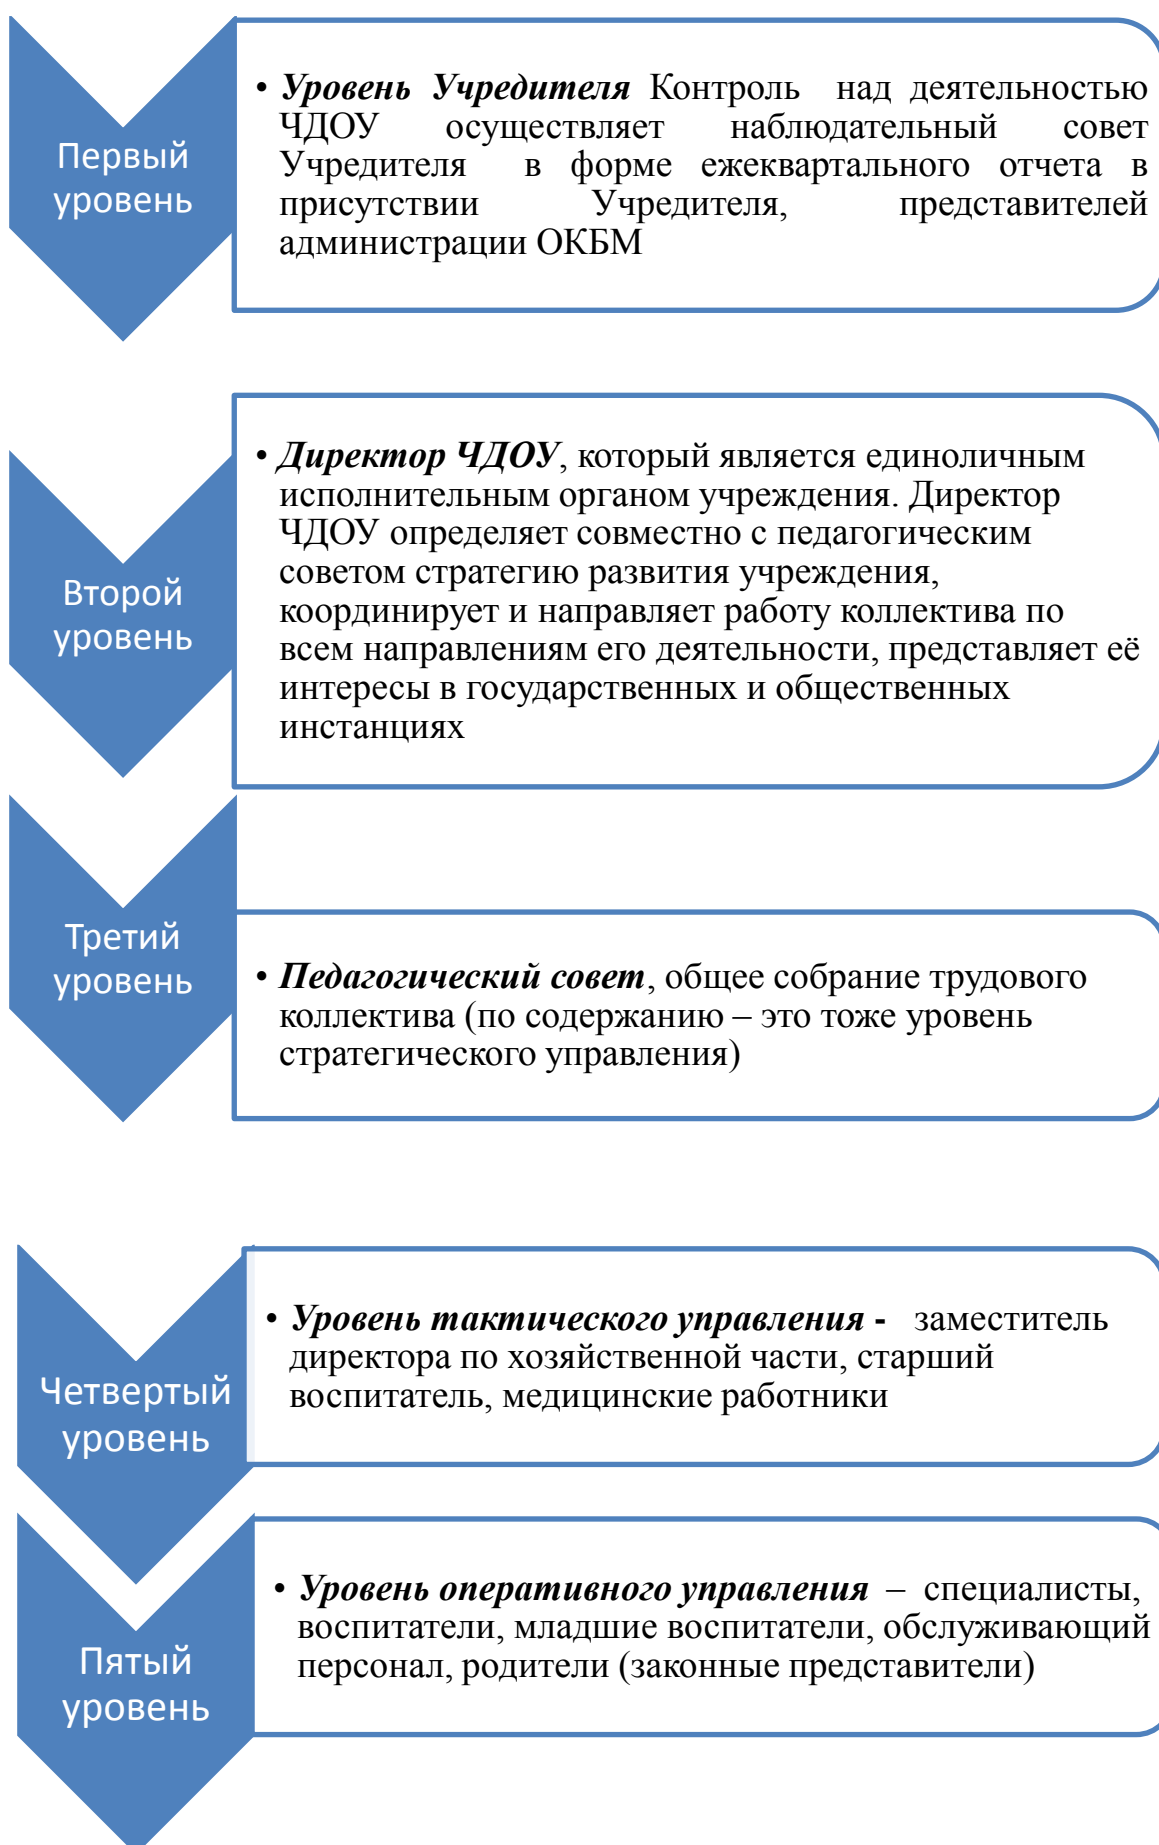 Первый
уровень
• Уровень Учредителя Контроль над деятельностью
ЧДОУ осуществляет наблюдательный совет
Учредителя в форме ежеквартального отчета в
присутствии Учредителя, представителей
администрации ОКБМ
Второй
уровень
• Директор ЧДОУ, который является единоличным
исполнительным органом учреждения. Директор
ЧДОУ определяет совместно с педагогическим
советом стратегию развития учреждения,
координирует и направляет работу коллектива по
всем направлениям его деятельности, представляет её
интересы в государственных и общественных
инстанциях
Третий
уровень
• Педагогический совет, общее собрание трудового
коллектива (по содержанию – это тоже уровень
стратегического управления)
Четвертый
уровень
• Уровень тактического управления - заместитель
директора по хозяйственной части, старший
воспитатель, медицинские работники
Пятый
уровень
• Уровень оперативного управления – специалисты,
воспитатели, младшие воспитатели, обслуживающий
персонал, родители (законные представители)